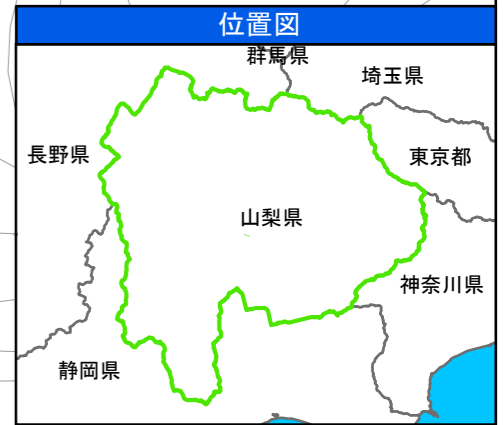 位置図
群馬県
埼玉県
長野県
東京都
山梨県
神奈川県
静岡県